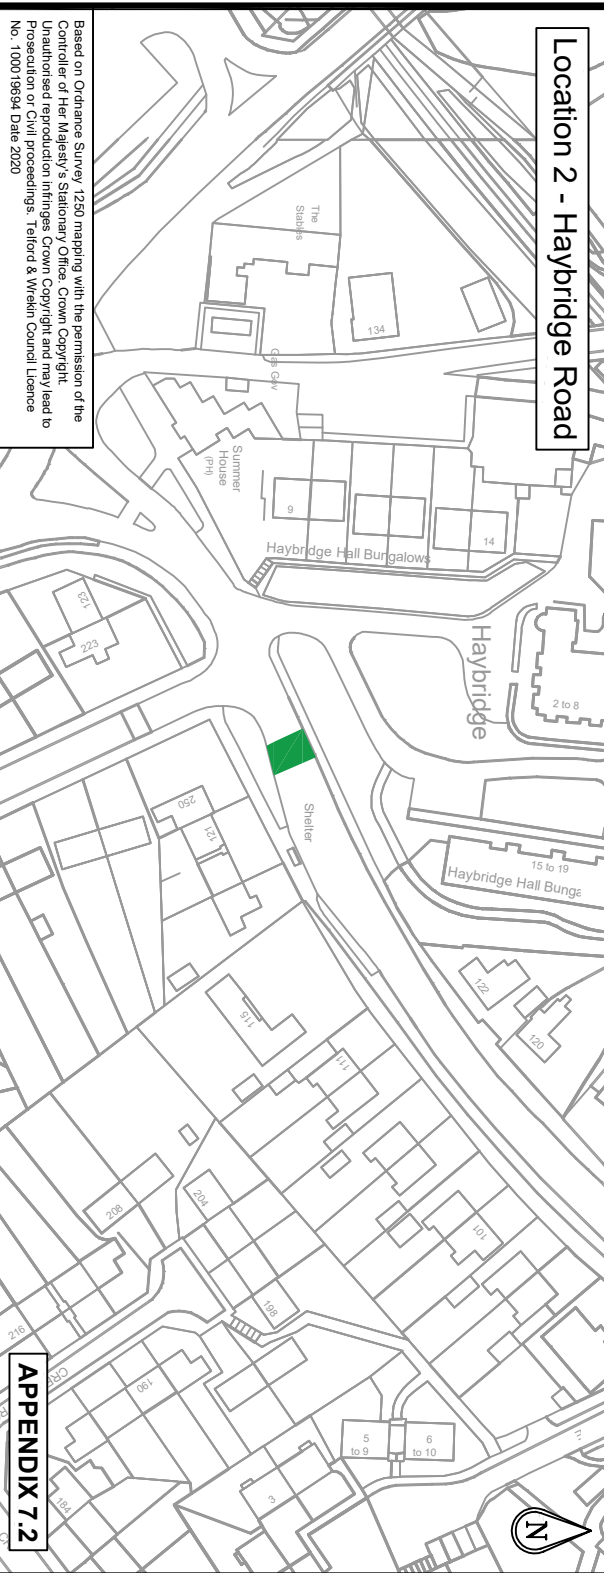 Location 2 - Haybridge Road
Based on Ordnance Survey 1250 mapping with the permission of the
Controller of Her Majesty's Stationary Office. Crown Copyright.
Unauthorised reproduction infringes Crown Copyright and may lead to
Prosecution or Civil proceedings. Telford & Wrekin Council Licence
No. 100019694 Date 2020
The
Stables
134
Gas Gov
Summer
House
(PH)
9
14
Haybridge Hall Bungalows
Haybridge
2 to 8
123
223
Shelter
15 to 19
Haybridge Hall Bunga
250
121
122
120
115
111
101
208
204
198
216
190
184
3
5
to 9
6
to 10
N
APPENDIX 7.2